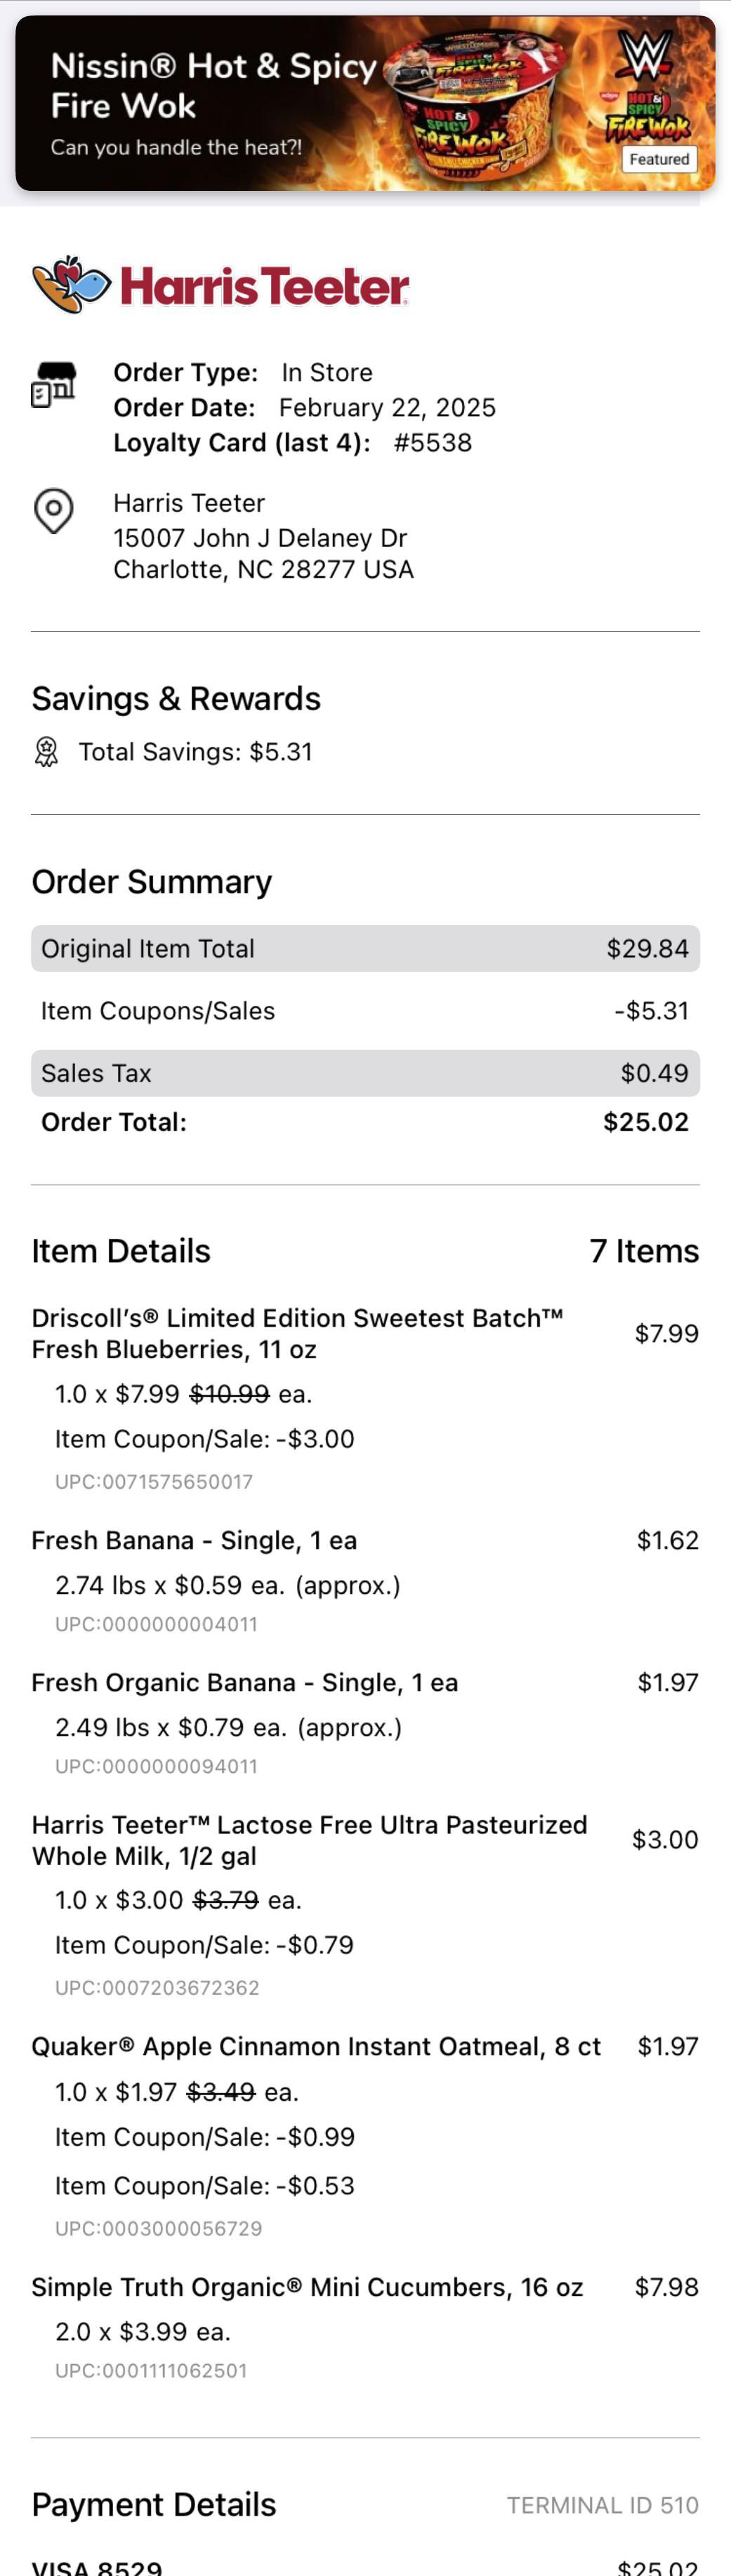 Nissin® Hot & Spicy
Fire Wok
Can you handle the heat?!
HOT &
SPICY
FIREWOK
W
HOT&
SPICY
FIREWOK
Featured
Harris Teeter
Order Type: In Store
Order Date: February 22, 2025
Loyalty Card (last 4): #5538
Harris Teeter
15007 John J Delaney Dr
Charlotte, NC 28277 USA
Savings & Rewards
Total Savings: $5.31
Order Summary
Original Item Total $29.84
Item Coupons/Sales -$5.31
Sales Tax $0.49
Order Total: $25.02
Item Details 7 Items
Driscoll's® Limited Edition Sweetest Batch™
Fresh Blueberries, 11 oz $7.99
1.0 x $7.99 $10.99 ea.
Item Coupon/Sale: -$3.00
UPC:0071575650017
Fresh Banana - Single, 1 ea $1.62
2.74 lbs x $0.59 ea. (approx.)
UPC:0000000004011
Fresh Organic Banana - Single, 1 ea $1.97
2.49 lbs x $0.79 ea. (approx.)
UPC:0000000094011
Harris Teeter™ Lactose Free Ultra Pasteurized
Whole Milk, 1/2 gal $3.00
1.0 x $3.00 $3.79 ea.
Item Coupon/Sale: -$0.79
UPC:0007203672362
Quaker® Apple Cinnamon Instant Oatmeal, 8 ct $1.97
1.0 x $1.97 $3.49 ea.
Item Coupon/Sale: -$0.99
Item Coupon/Sale: -$0.53
UPC:0003000056729
Simple Truth Organic® Mini Cucumbers, 16 oz $7.98
2.0 x $3.99 ea.
UPC:0001111062501
Payment Details TERMINAL ID 510
VISA 8529 $25.02